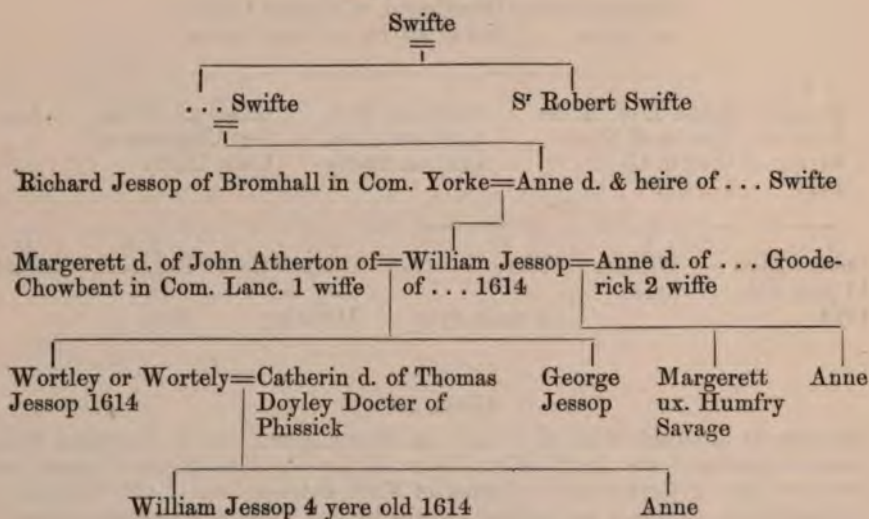 Swifte
. . . Swifte Sʳ Robert Swifte
Richard Jessop of Bromhall in Com. Yorke=Anne d. & heire of . . . Swifte
Margerett d. of John Atherton of=William Jessop=Anne d. of . . . Goode-
Chowbent in Com. Lanc. 1 wiffe of . . . 1614 rick 2 wiffe
Wortley or Wortely=Catherin d. of Thomas George Margerett Anne
Jessop 1614 Doyley Docter of Jessop ux. Humfry
Phissick Savage
William Jessop 4 yere old 1614 Anne